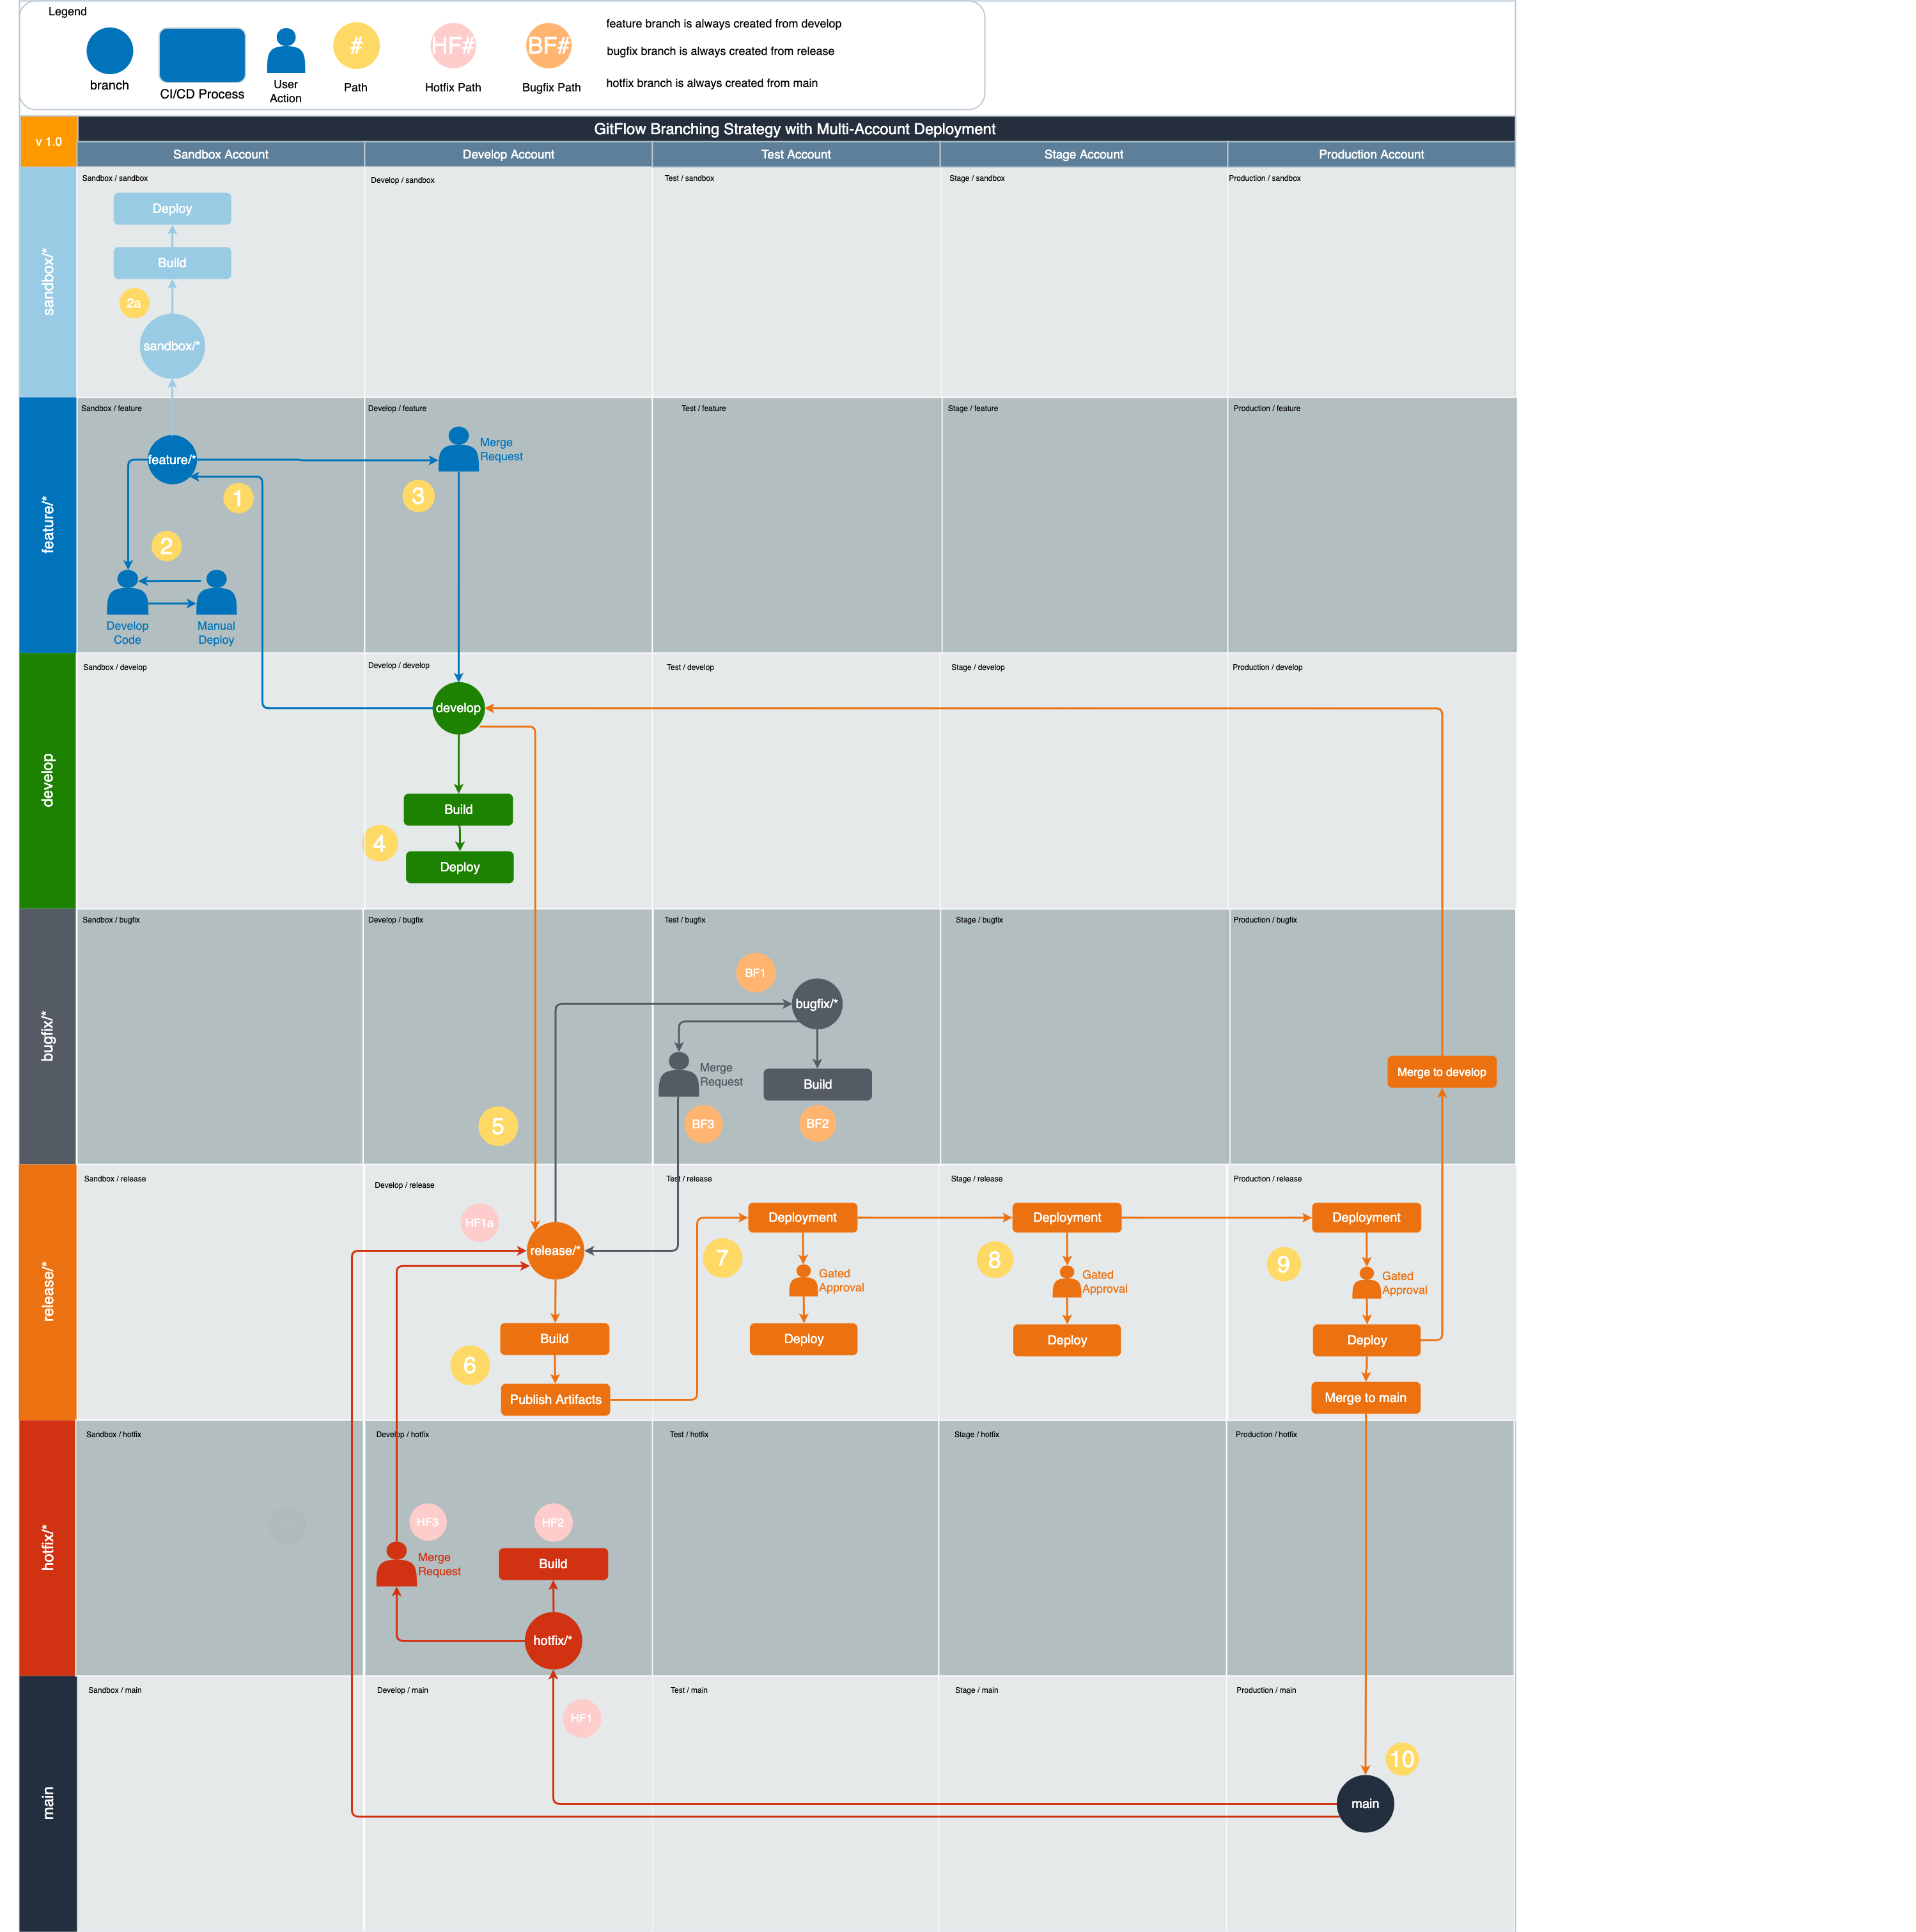 Legend
branch
CI/CD Process
User
Action
#
Path
HF#
Hotfix Path
BF#
Bugfix Path
feature branch is always created from develop
bugfix branch is always created from release
hotfix branch is always created from main
v 1.0
GitFlow Branching Strategy with Multi-Account Deployment
Sandbox Account
Develop Account
Test Account
Stage Account
Production Account
sandbox/*
Sandbox / sandbox
Develop / sandbox
Test / sandbox
Stage / sandbox
Production / sandbox
Deploy
Build
2a
sandbox/*
feature/*
Sandbox / feature
Develop / feature
Test / feature
Stage / feature
Production / feature
feature/*
Merge
Request
1
3
2
Develop
Code
Manual
Deploy
develop
Sandbox / develop
Develop / develop
Test / develop
Stage / develop
Production / develop
develop
Build
4
Deploy
bugfix/*
Sandbox / bugfix
Develop / bugfix
Test / bugfix
Stage / bugfix
Production / bugfix
BF1
bugfix/*
Merge
Request
Build
Merge to develop
5
BF3
BF2
release/*
Sandbox / release
Develop / release
Test / release
Stage / release
Production / release
HF1a
release/*
Deployment
Deployment
Deployment
7
8
9
Gated
Approval
Gated
Approval
Gated
Approval
Build
Deploy
Deploy
Deploy
6
Publish Artifacts
Merge to main
hotfix/*
Sandbox / hotfix
Develop / hotfix
Test / hotfix
Stage / hotfix
Production / hotfix
HF3
HF2
Merge
Request
Build
hotfix/*
main
Sandbox / main
Develop / main
Test / main
Stage / main
Production / main
HF1
10
main